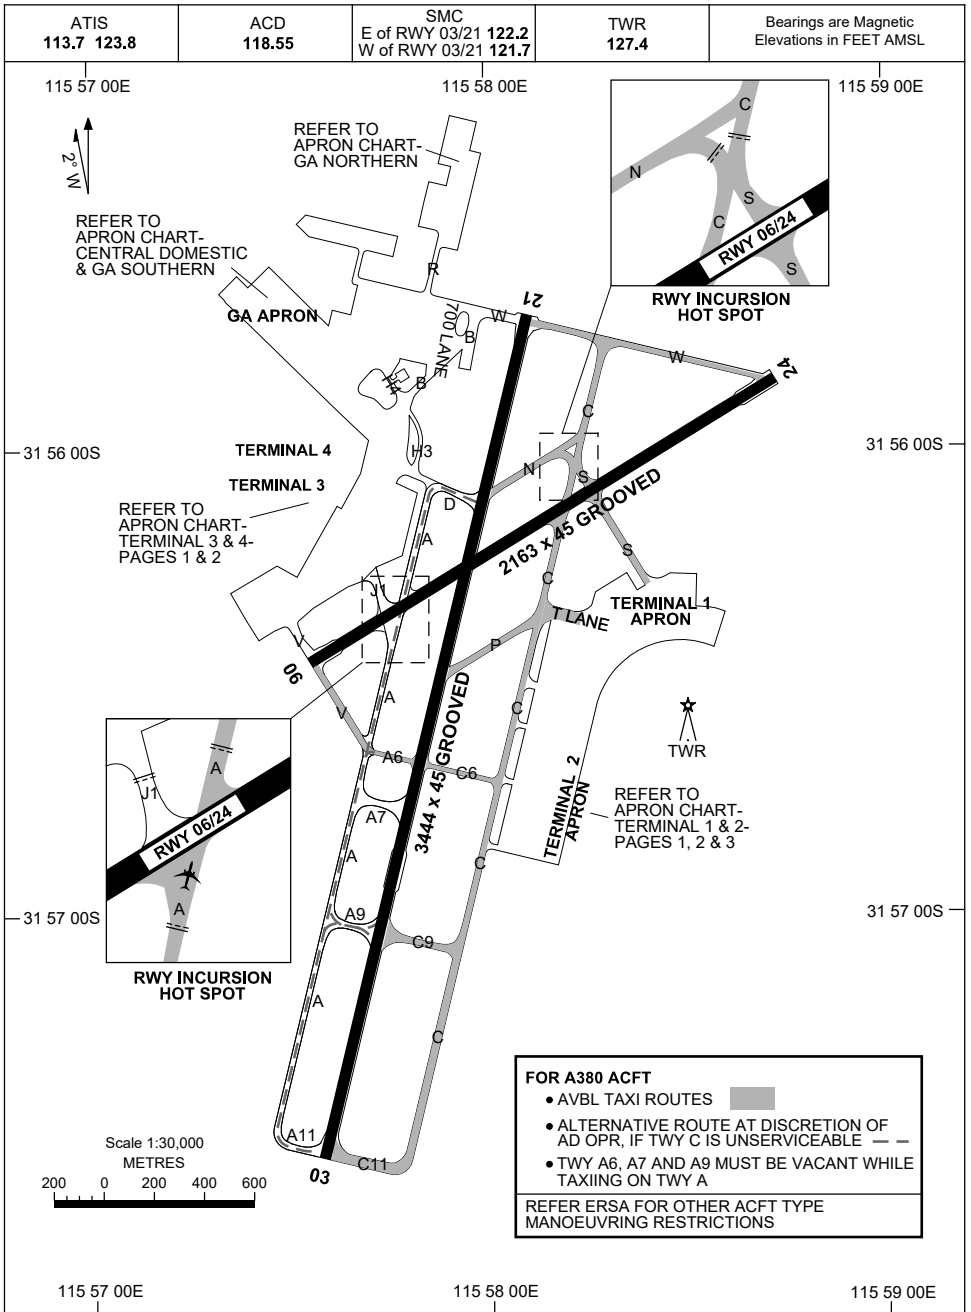 ATIS
113.7 123.8
ACD
118.55
SMC
E of RWY 03/21 122.2
W of RWY 03/21 121.7
TWR
127.4
Bearings are Magnetic
Elevations in FEET AMSL
115 57 00E
115 58 00E
115 59 00E
2° W
REFER TO
APRON CHART-
GA NORTHERN
REFER TO
APRON CHART-
CENTRAL DOMESTIC
& GA SOUTHERN
C
N
S
C
RWY 06/24
S
RWY INCURSION
HOT SPOT
R
GA APRON
700 LANE
B
W
21
W
24
H4
B
C
TERMINAL 4
H3
31 56 00S
31 56 00S
TERMINAL 3
N
S
D
2163 x 45 GROOVED
REFER TO
APRON CHART-
TERMINAL 3 & 4-
PAGES 1 & 2
A
S
J1
C
TERMINAL 1
APRON
T LANE
V
P
06
A
V
C
3444 x 45 GROOVED
TWR
A6
C6
A
J1
RWY 06/24
A
RWY INCURSION
HOT SPOT
TERMINAL 2
APRON
REFER TO
APRON CHART-
TERMINAL 1 & 2-
PAGES 1, 2 & 3
A7
A
C
A9
C9
31 57 00S
31 57 00S
A
C
A11
C11
03
Scale 1:30,000
METRES
200 0 200 400 600
FOR A380 ACFT
• AVBL TAXI ROUTES
• ALTERNATIVE ROUTE AT DISCRETION OF
AD OPR, IF TWY C IS UNSERVICEABLE
• TWY A6, A7 AND A9 MUST BE VACANT WHILE
TAXIING ON TWY A
REFER ERSA FOR OTHER ACFT TYPE
MANOEUVRING RESTRICTIONS
115 57 00E
115 58 00E
115 59 00E